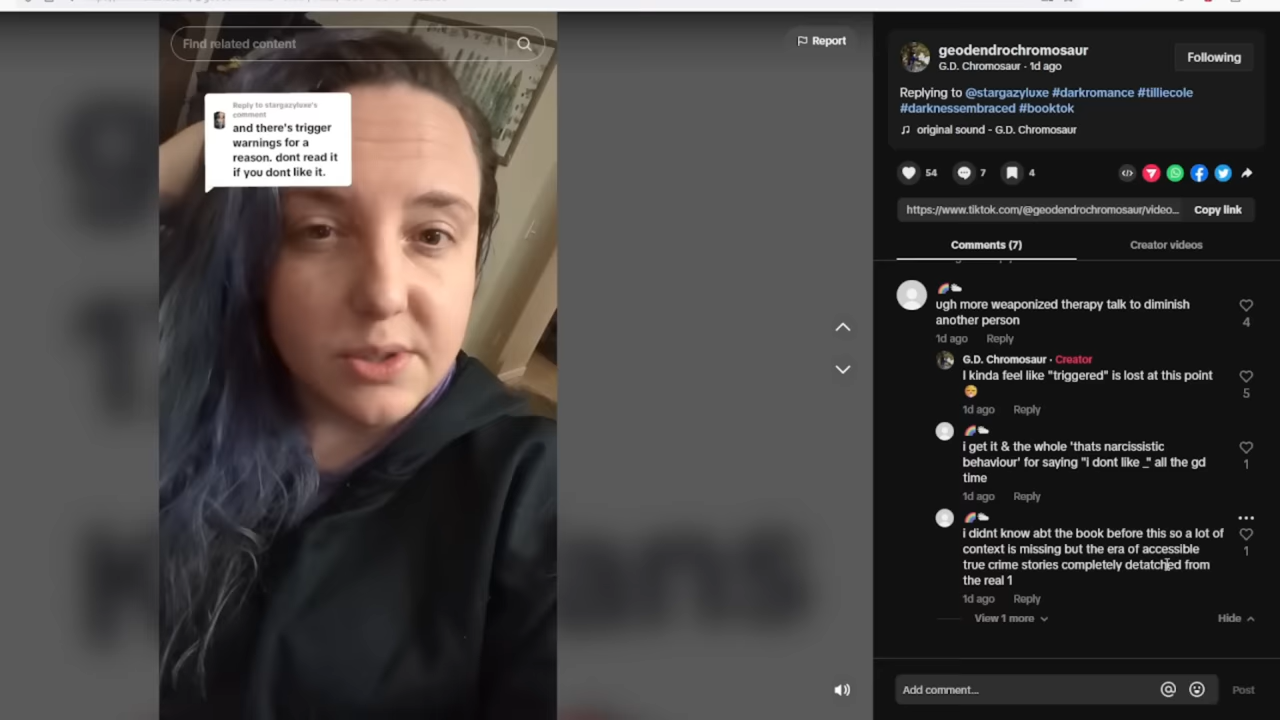 Find related content
Report
Reply to stargazyluxe's
comment
and there's trigger
warnings for a
reason. dont read it
if you dont like it.
geodendrochromosaur
G.D. Chromosaur · 1d ago
Following
Replying to @stargazyluxe #darkromance #tilliecole
#darknessembraced #booktok
original sound - G.D. Chromosaur
54
7
4
https://www.tiktok.com/@geodendrochromosaur/video...
Copy link
Comments (7)
Creator videos
ugh more weaponized therapy talk to diminish
another person
4
1d ago Reply
G.D. Chromosaur · Creator
I kinda feel like "triggered" is lost at this point
5
1d ago Reply
i get it & the whole 'thats narcissistic
behaviour' for saying "i dont like _" all the gd
time
1
1d ago Reply
i didnt know abt the book before this so a lot of
context is missing but the era of accessible
true crime stories completely detatched from
the real 1
1
1d ago Reply
View 1 more
Hide
Add comment...
Post